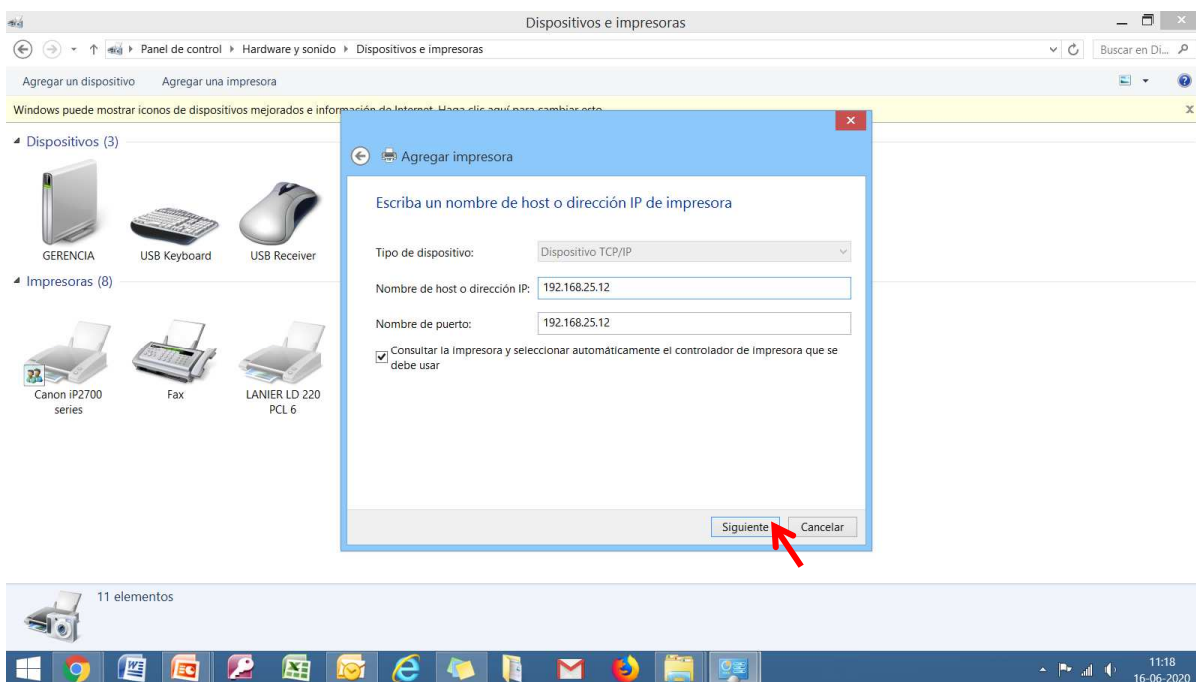 Dispositivos e impresoras
Panel de control Hardware y sonido Dispositivos e impresoras
Buscar en Di...
Agregar un dispositivo Agregar una impresora
Windows puede mostrar iconos de dispositivos mejorados e información de Internet. Haga clic aquí para cambiar esto...
Dispositivos (3)
GERENCIA
USB Keyboard
USB Receiver
Impresoras (8)
Canon iP2700
series
Fax
LANIER LD 220
PCL 6
Agregar impresora
Escriba un nombre de host o dirección IP de impresora
Tipo de dispositivo: Dispositivo TCP/IP
Nombre de host o dirección IP: 192.168.25.12
Nombre de puerto: 192.168.25.12
Consultar la impresora y seleccionar automáticamente el controlador de impresora que se
debe usar
Siguiente Cancelar
11 elementos
11:18
16-06-2020